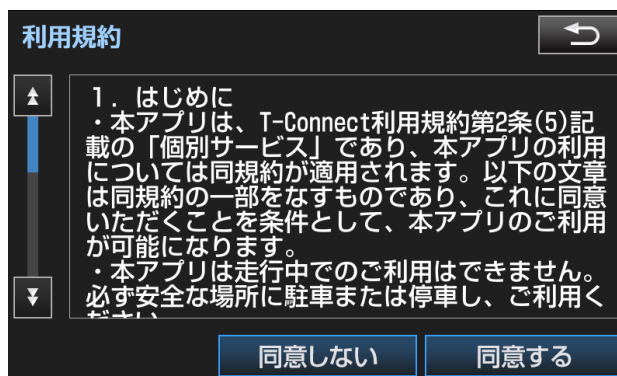 利用規約
1．はじめに
・本アプリは、T-Connect利用規約第2条(5)記
載の「個別サービス」であり、本アプリの利用
については同規約が適用されます。以下の文章
は同規約の一部をなすものであり、これに同意
いただくことを条件として、本アプリのご利用
が可能になります。
・本アプリは走行中でのご利用はできません。
必ず安全な場所に駐車または停車し、ご利用く
ださい
同意しない
同意する